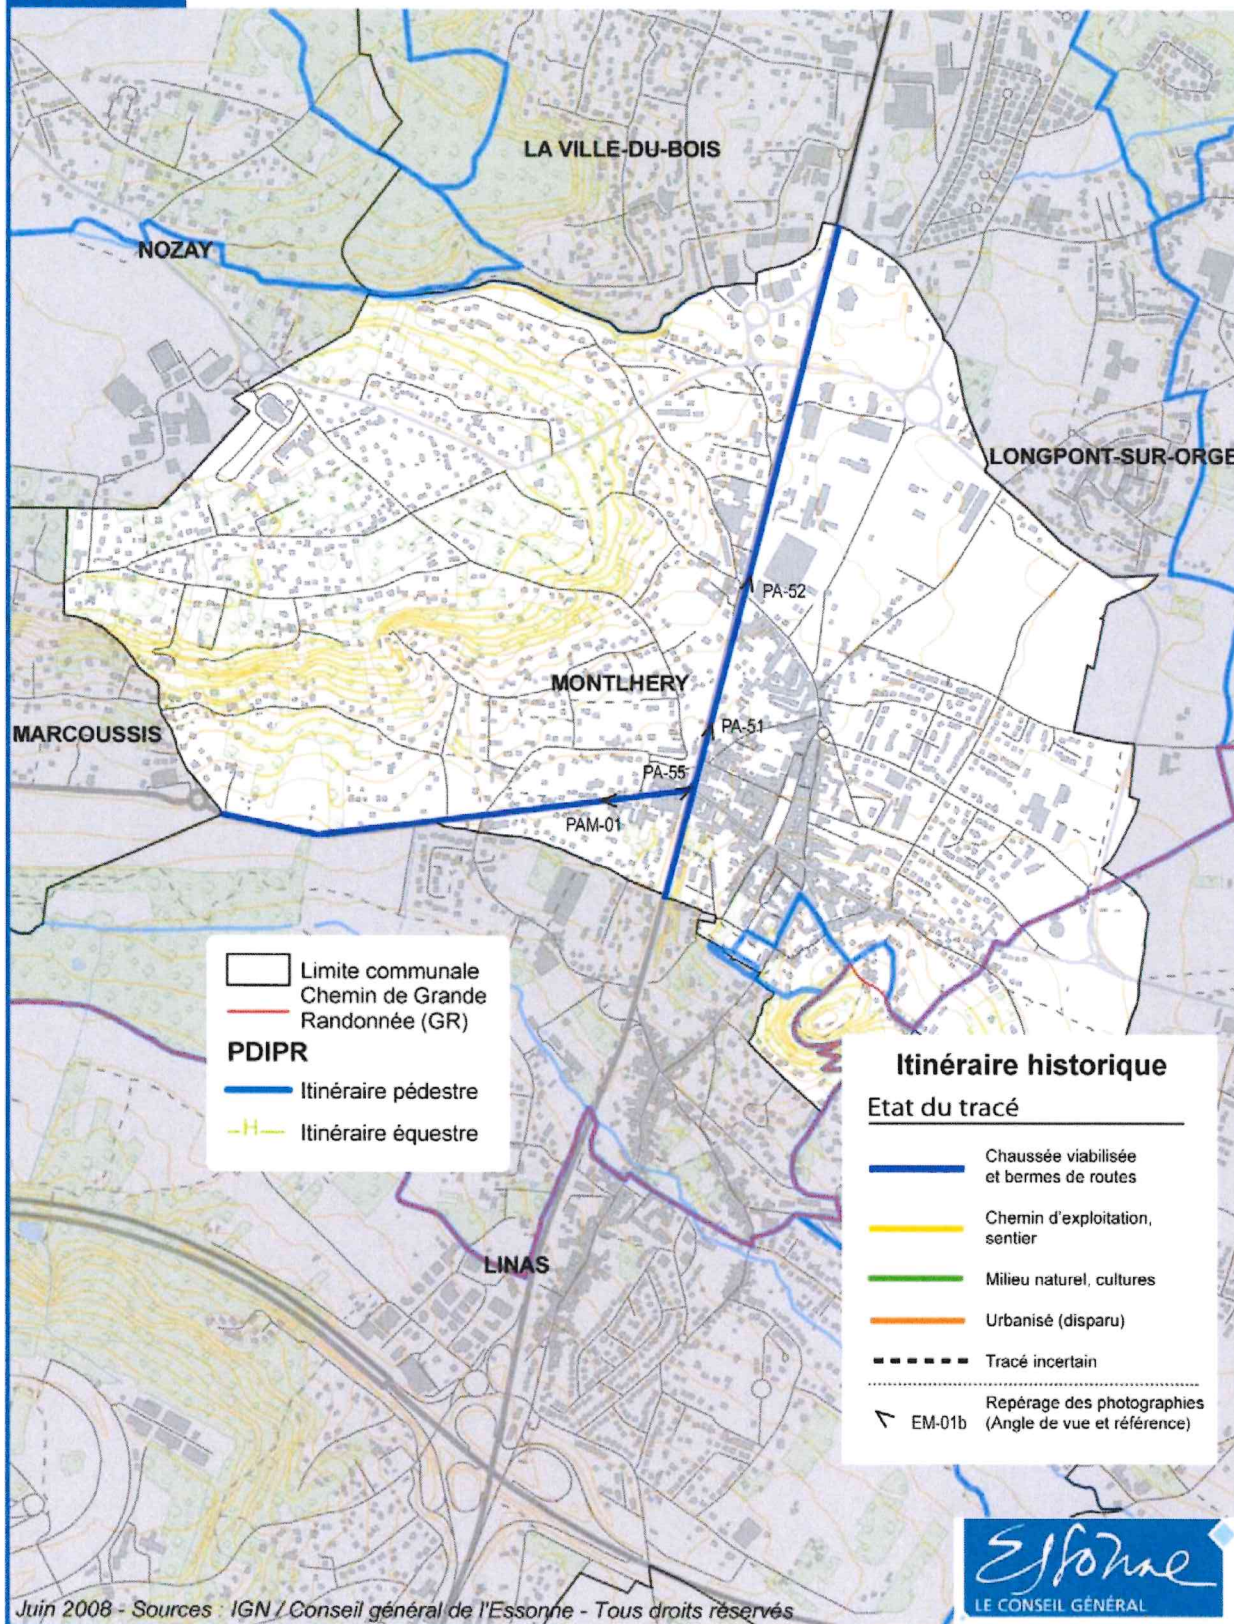 LA VILLE-DU-BOIS
NOZAY
LONGPONT-SUR-ORGE
PA-52
MONTLHERY
MARCOUSSIS
PA-51
PA-55
PAM-01
Limite communale
Chemin de Grande
Randonnée (GR)
PDIPR
Itinéraire pédestre
-H- Itinéraire équestre
LINAS
Itinéraire historique
Etat du tracé
Chaussée viabilisée
et bermes de routes
Chemin d'exploitation,
sentier
Milieu naturel, cultures
Urbanisé (disparu)
Tracé incertain
Repérage des photographies
EM-01b (Angle de vue et référence)
Essonne
LE CONSEIL GÉNÉRAL
Juin 2008 - Sources : IGN / Conseil général de l'Essonne - Tous droits réservés